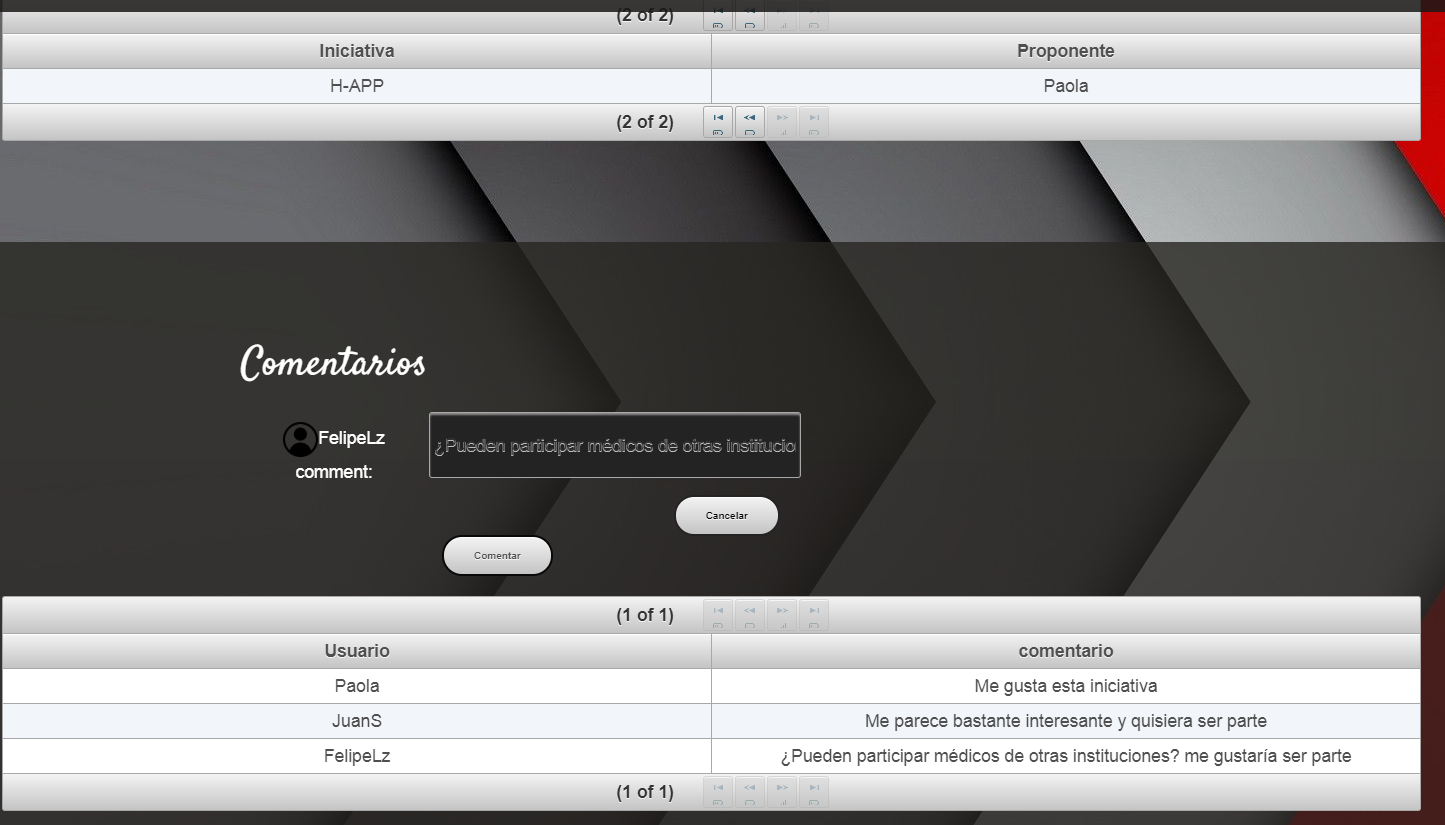 (2 of 2)
Iniciativa Proponente
H-APP Paola
(2 of 2)
Comentarios
FelipeLz
comment:
¿Pueden participar médicos de otras institucio
Cancelar
Comentar
(1 of 1)
Usuario comentario
Paola Me gusta esta iniciativa
JuanS Me parece bastante interesante y quisiera ser parte
FelipeLz ¿Pueden participar médicos de otras instituciones? me gustaría ser parte
(1 of 1)